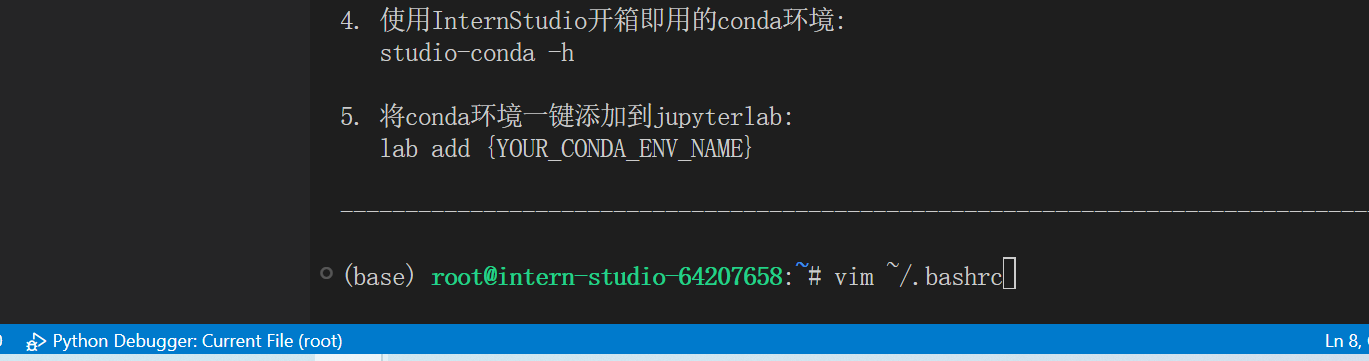 4. 使用InternStudio开箱即用的conda环境:
studio-conda -h
5. 将conda环境一键添加到jupyterlab:
lab add {YOUR_CONDA_ENV_NAME}
--------------------------------------------------------------------------------
(base) root@intern-studio-64207658:~# vim ~/.bashrc
Python Debugger: Current File (root) Ln 8,